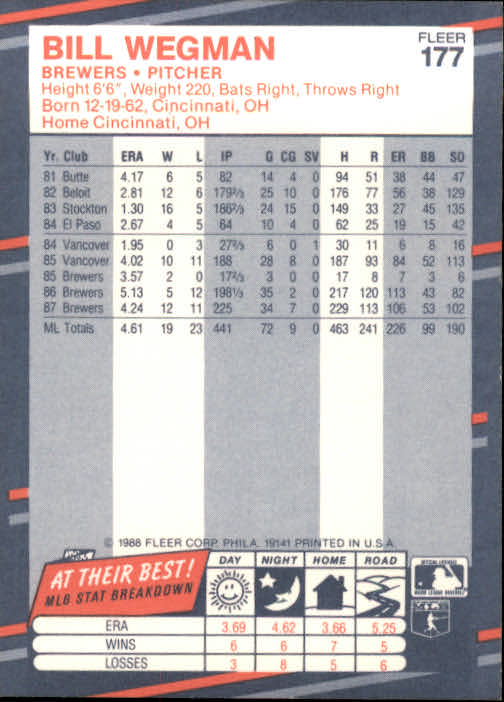 BILL WEGMAN
FLEER
177
BREWERS • PITCHER
Height 6'6", Weight 220, Bats Right, Throws Right
Born 12-19-62, Cincinnati, OH
Home Cincinnati, OH
Yr. Club ERA W L IP G CG SV H R ER BB SO
81 Butte 4.17 6 5 82 14 4 0 94 51 38 44 47
82 Beloit 2.81 12 6 179⅔ 25 10 0 176 77 56 38 129
83 Stockton 1.30 16 5 186⅔ 24 15 0 149 33 27 45 135
84 El Paso 2.67 4 5 64 10 4 0 62 25 19 15 42
84 Vancover 1.95 0 3 27⅔ 6 0 1 30 11 6 8 16
85 Vancover 4.02 10 11 188 28 8 0 187 93 84 52 113
85 Brewers 3.57 2 0 17⅔ 3 0 0 17 8 7 3 6
86 Brewers 5.13 5 12 198⅓ 35 2 0 217 120 113 43 82
87 Brewers 4.24 12 11 225 34 7 0 229 113 106 53 102
ML Totals 4.61 19 23 441 72 9 0 463 241 226 99 190
© 1988 FLEER CORP. PHILA. 19141 PRINTED IN U.S.A.
AT THEIR BEST!
MLB STAT BREAKDOWN
DAY NIGHT HOME ROAD
ERA 3.69 4.62 3.66 5.25
WINS 6 6 7 5
LOSSES 3 8 5 6